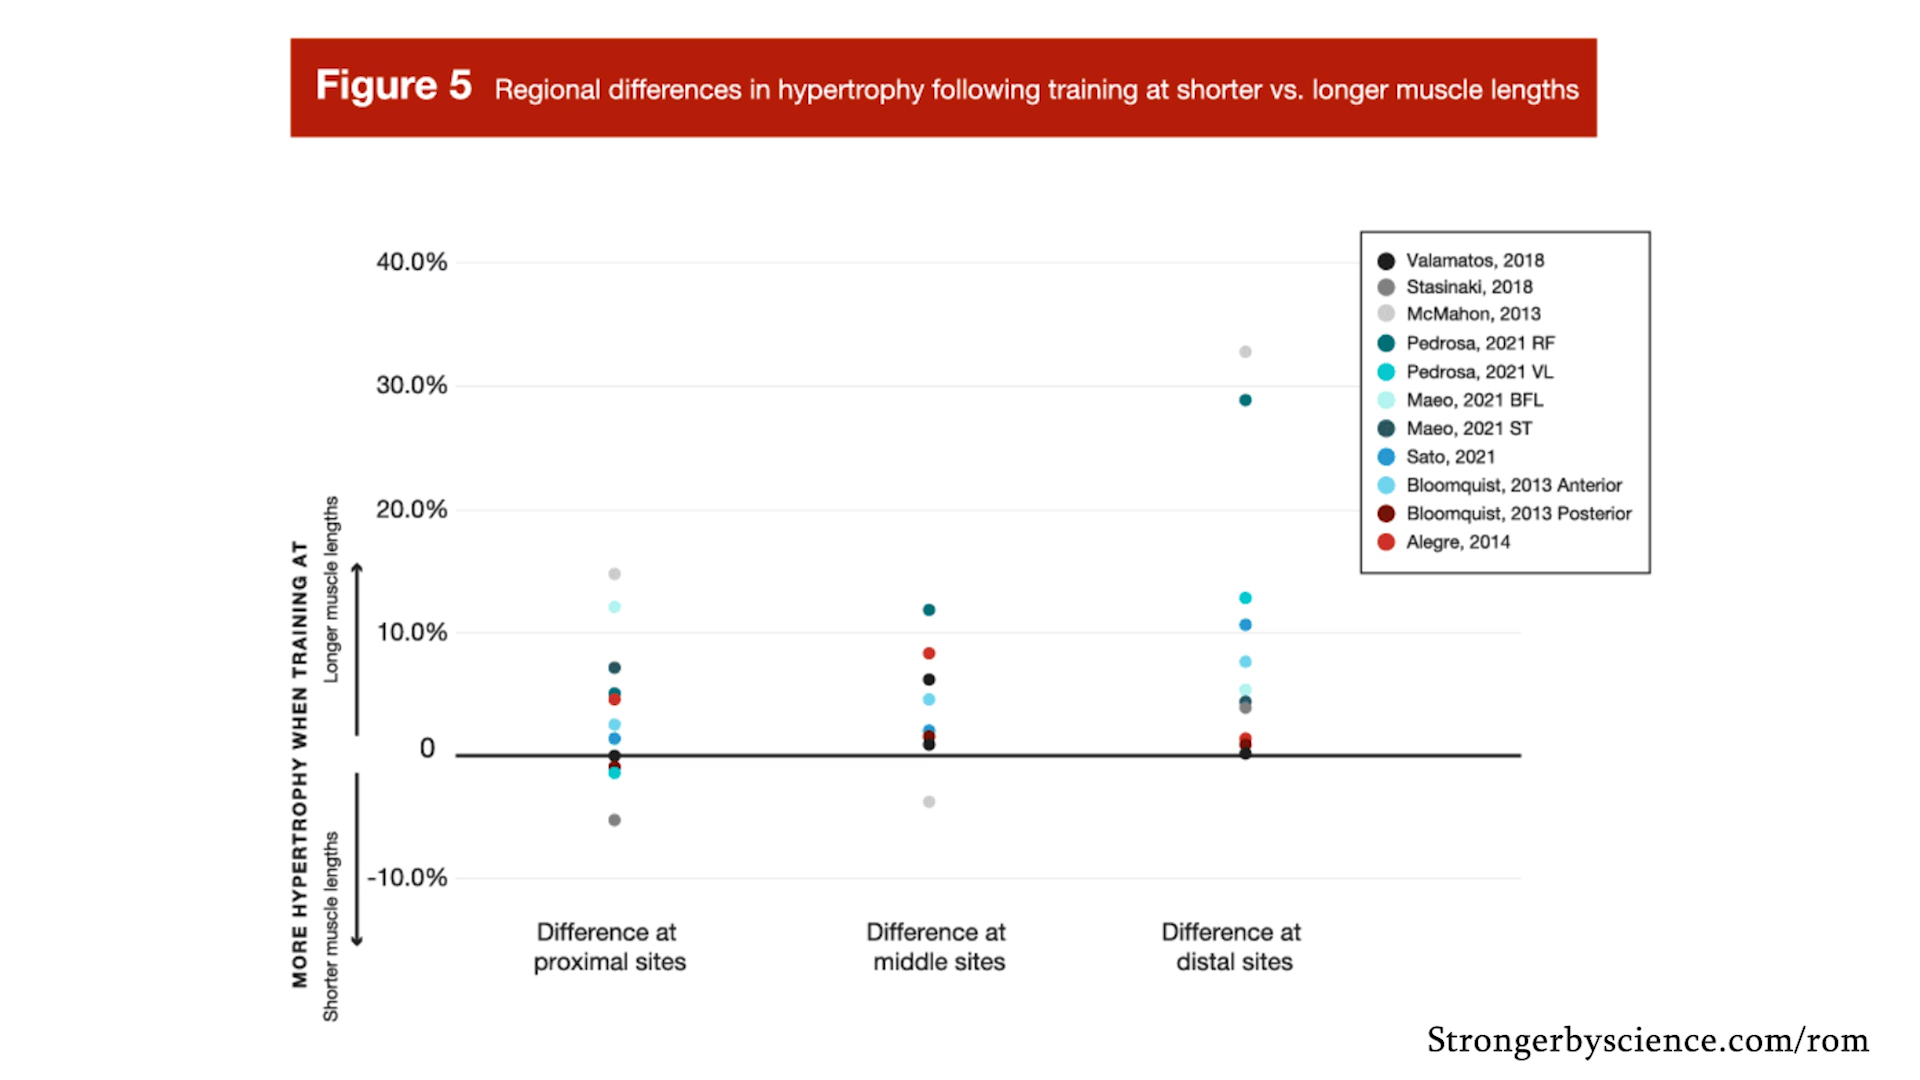 Figure 5 Regional differences in hypertrophy following training at shorter vs. longer muscle lengths
40.0%
30.0%
20.0%
10.0%
0
-10.0%
MORE HYPERTROPHY WHEN TRAINING AT
Longer muscle lengths
Shorter muscle lengths
Valamatos, 2018
Stasinaki, 2018
McMahon, 2013
Pedrosa, 2021 RF
Pedrosa, 2021 VL
Maeo, 2021 BFL
Maeo, 2021 ST
Sato, 2021
Bloomquist, 2013 Anterior
Bloomquist, 2013 Posterior
Alegre, 2014
Difference at
proximal sites
Difference at
middle sites
Difference at
distal sites
Strongerbyscience.com/rom